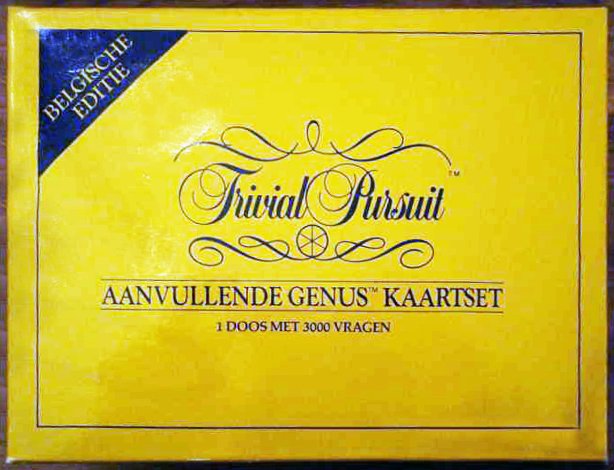 BELGISCHE
EDITIE
Trivial Pursuit™
AANVULLENDE GENUS™ KAARTSET
1 DOOS MET 3000 VRAGEN